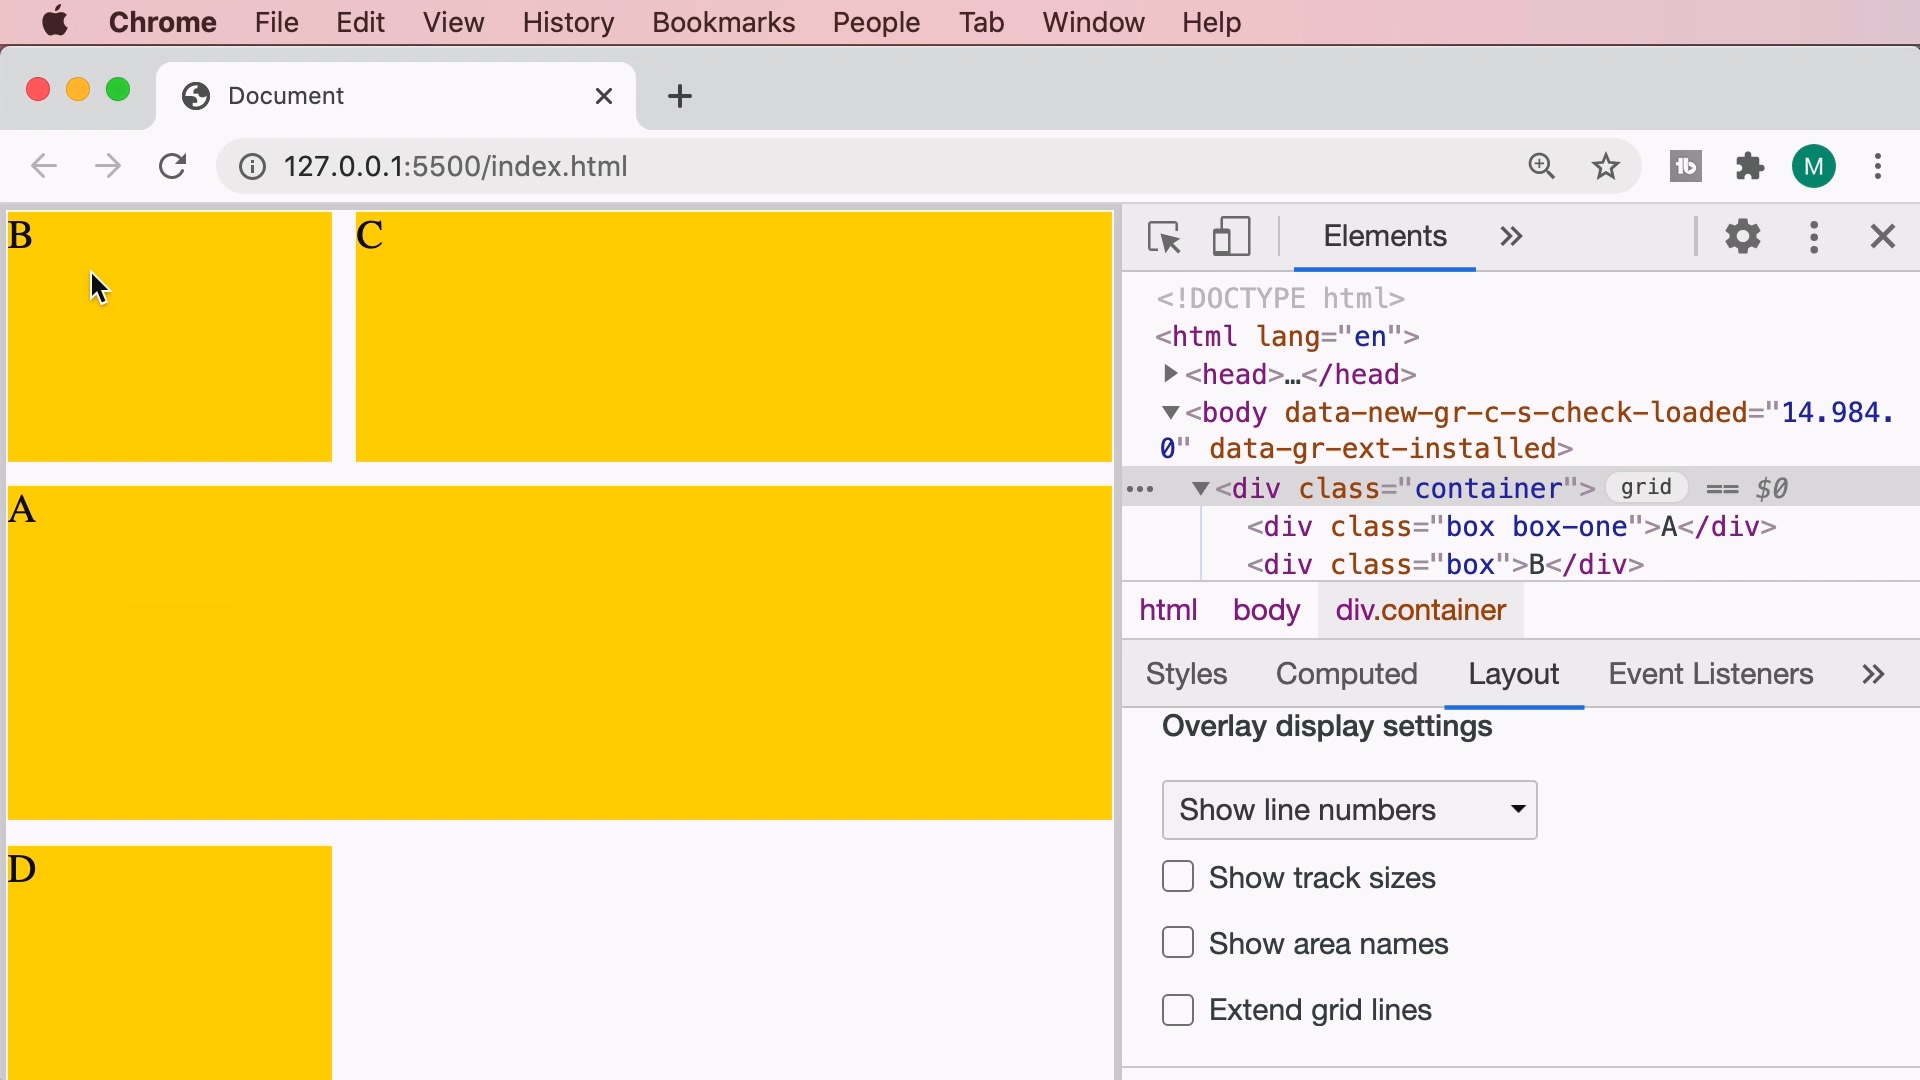 Chrome File Edit View History Bookmarks People Tab Window Help
Document
127.0.0.1:5500/index.html
M
B
C
A
D
Elements
<!DOCTYPE html>
<html lang="en">
<head>…</head>
<body data-new-gr-c-s-check-loaded="14.984.
0" data-gr-ext-installed>
<div class="container"> grid == $0
<div class="box box-one">A</div>
<div class="box">B</div>
html body div.container
Styles Computed Layout Event Listeners
Overlay display settings
Show line numbers
Show track sizes
Show area names
Extend grid lines